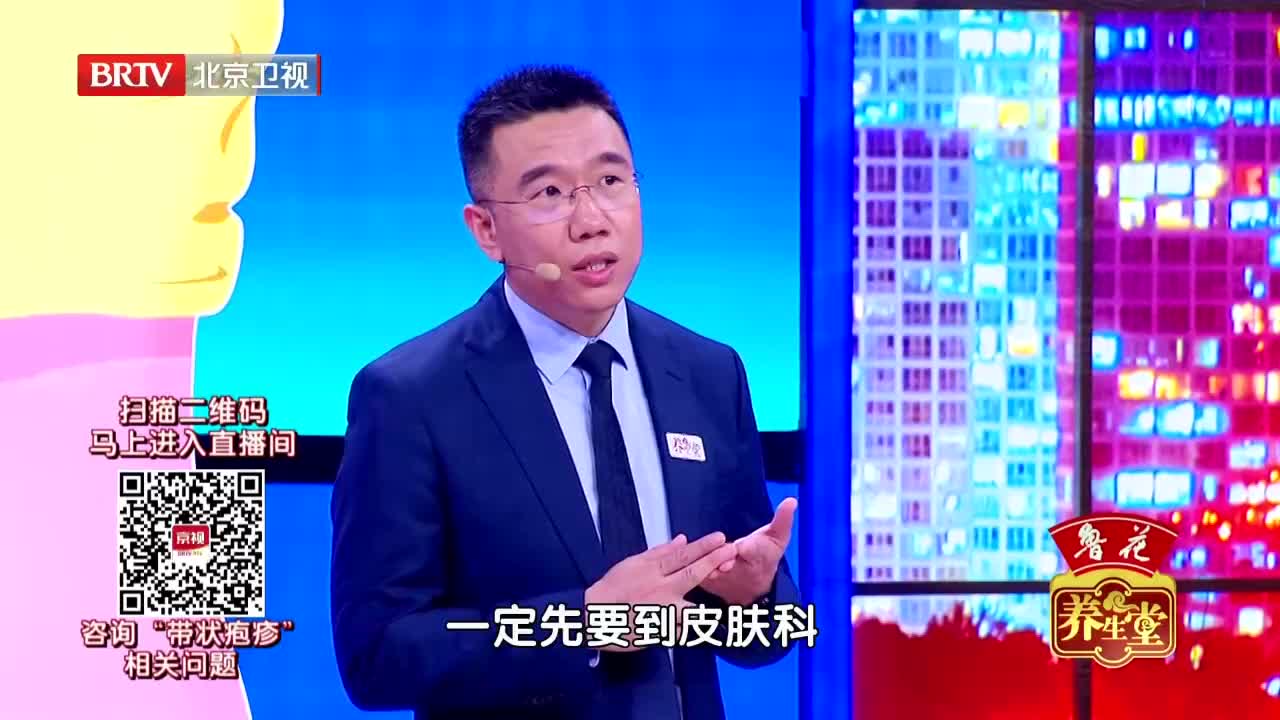 BRTV 北京卫视
扫描二维码
马上进入直播间
京视
BRTV
咨询“带状疱疹”
相关问题
一定先要到皮肤科
养生堂
鲁花
养生堂